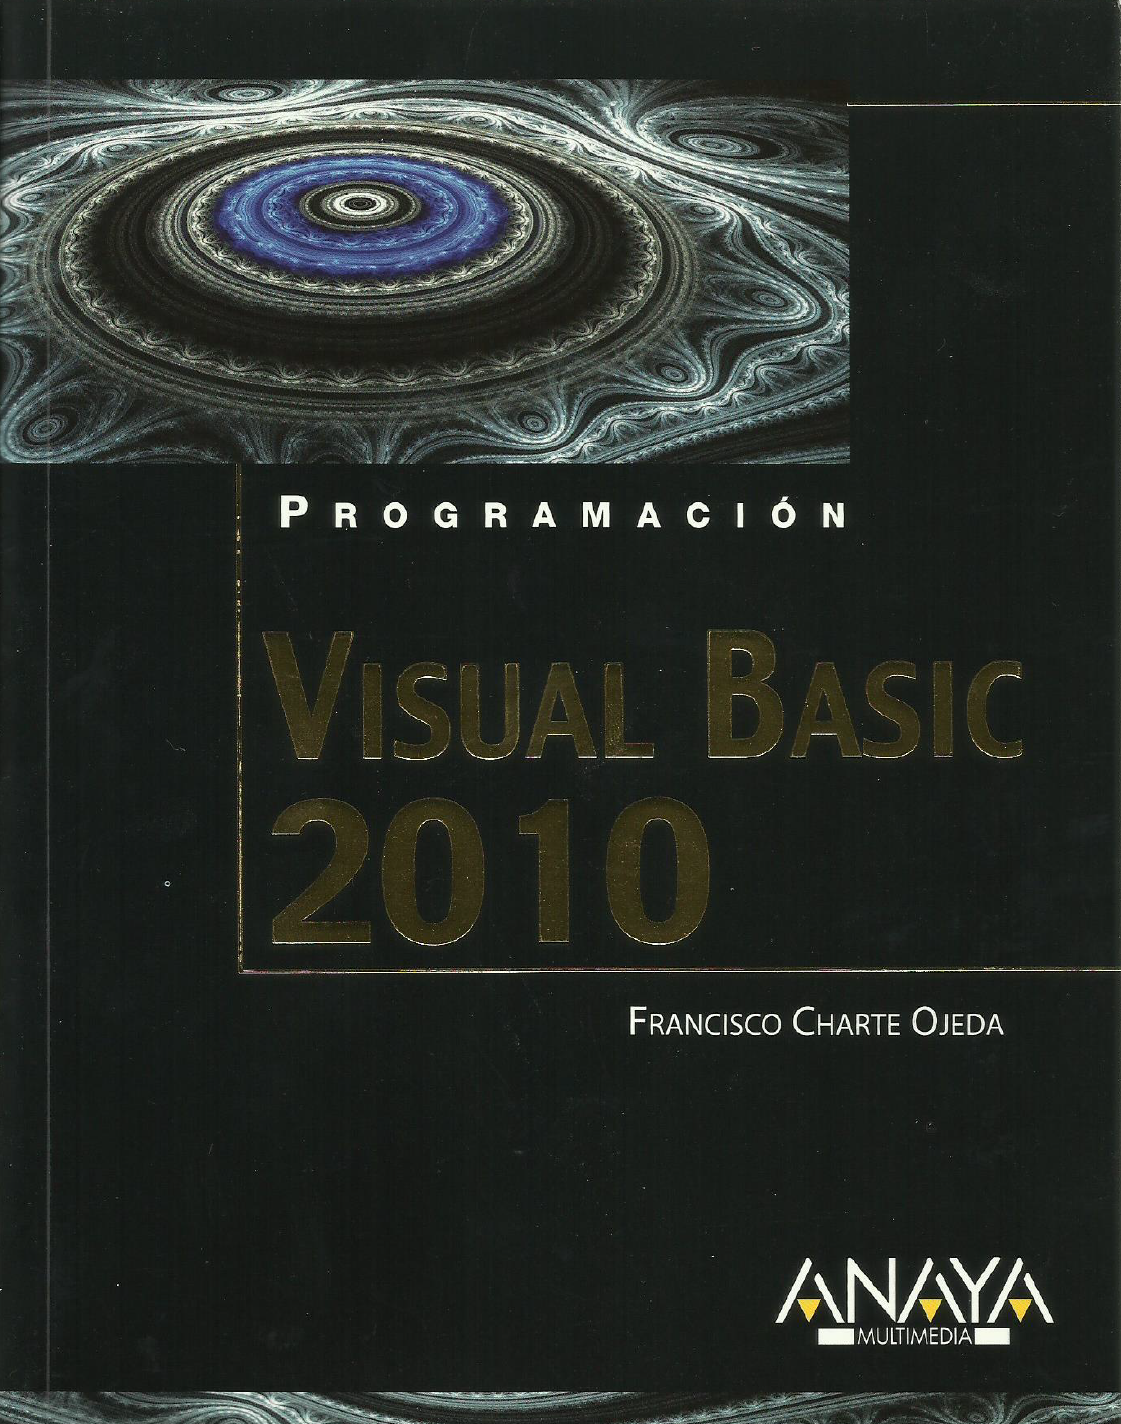 PROGRAMACIÓN
VISUAL BASIC
2010
FRANCISCO CHARTE OJEDA
ANAYA
MULTIMEDIA